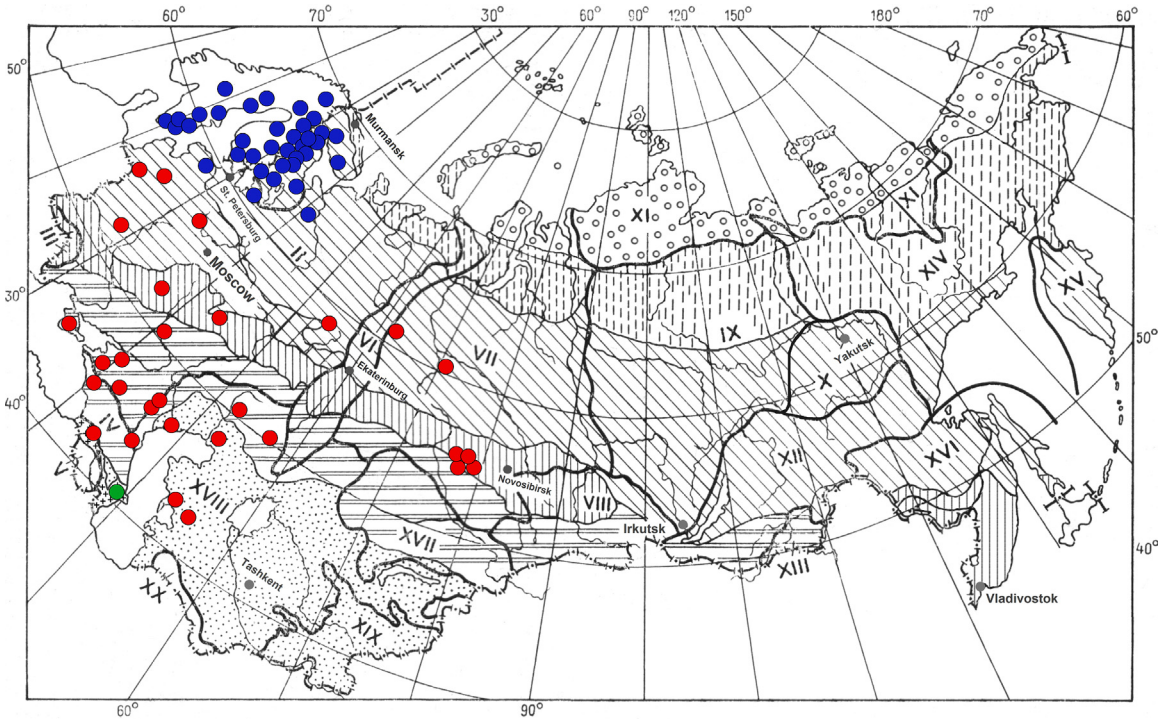 60° 70° 30° 60° 90° 120° 150° 180° 70° 60°
50°
Murmansk
I
St. Petersburg
XI
XI
III
II
Moscow
XIV
XV
30°
IX
VI
VII
Yakutsk
50°
Ekaterinburg
X
40°
IV
XII
XVI
V
Novosibirsk
VIII
XVIII
Irkutsk
XVII
40°
XIII
Tashkent
XX
Vladivostok
XIX
60° 90°